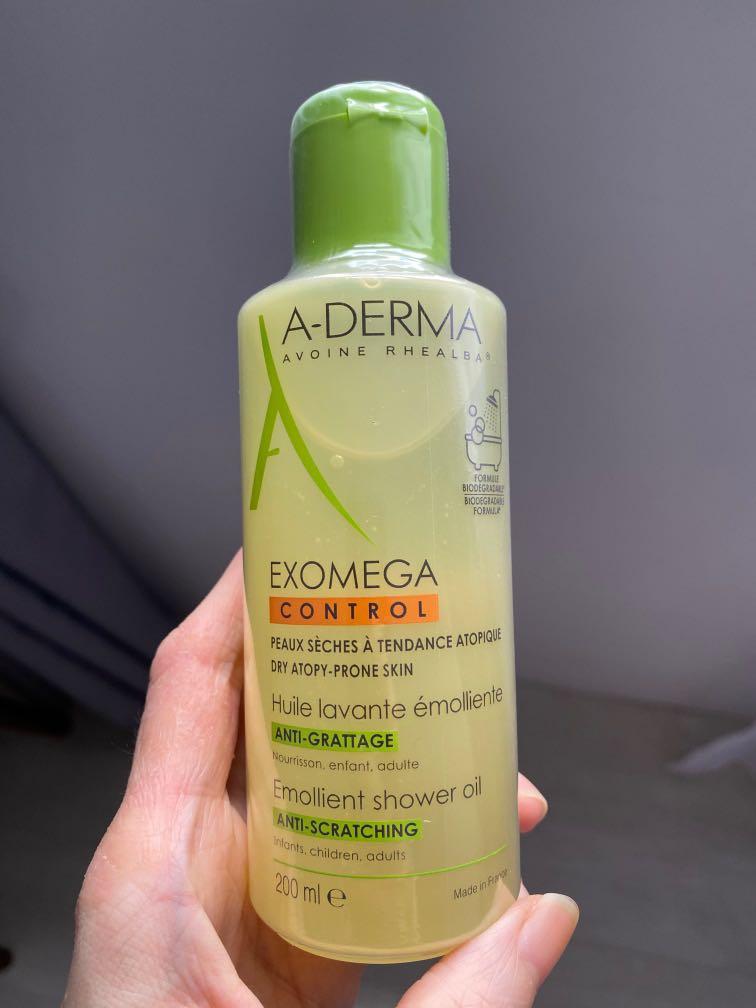 A-DERMA
AVOINE RHEALBA®
FORMULE
BIODÉGRADABLE*
BIODEGRADABLE
FORMULA*
EXOMEGA
CONTROL
PEAUX SÈCHES À TENDANCE ATOPIQUE
DRY ATOPY-PRONE SKIN
Huile lavante émolliente
ANTI-GRATTAGE
Nourrisson, enfant, adulte
Emollient shower oil
ANTI-SCRATCHING
Infants, children, adults
200 ml e
Made in France